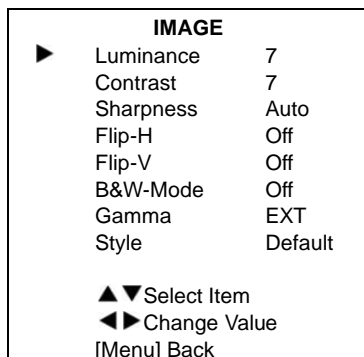 IMAGE
▶ Luminance 7
Contrast 7
Sharpness Auto
Flip-H Off
Flip-V Off
B&W-Mode Off
Gamma EXT
Style Default
▲▼Select Item
◀▶Change Value
[Menu] Back